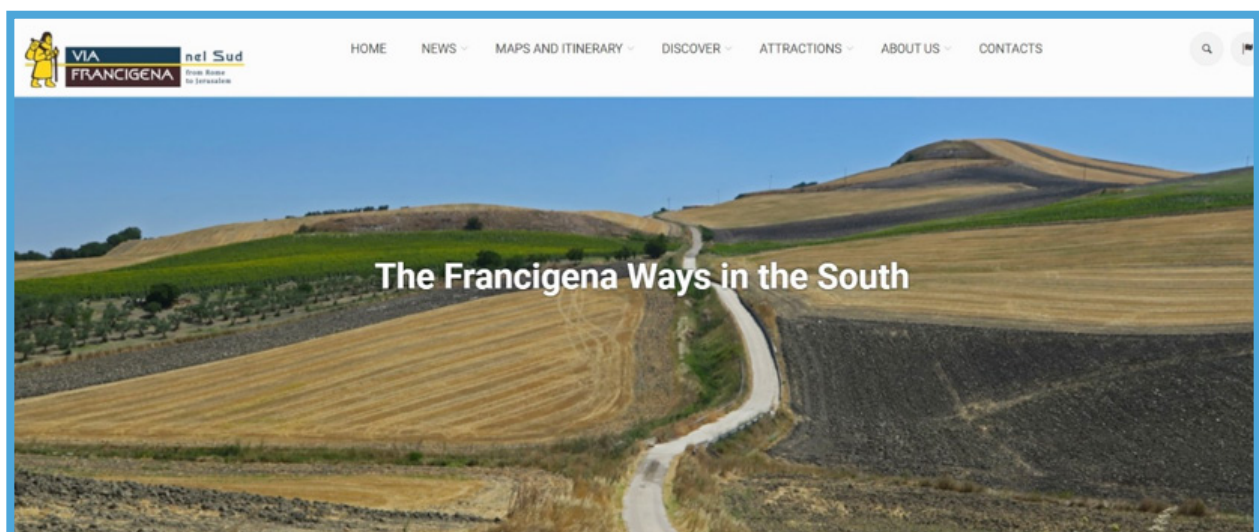 VIA
FRANCIGENA
nel Sud
from Rome
to Jerusalem
HOME NEWS MAPS AND ITINERARY DISCOVER ATTRACTIONS ABOUT US CONTACTS
The Francigena Ways in the South